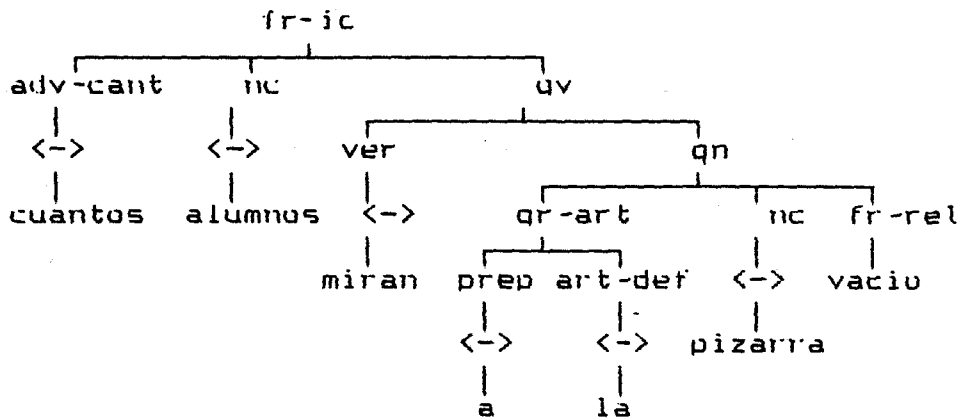 fr-ic
adv-cant nc gv
<-> <-> ver gn
cuantos alumnos <-> gr-art nc fr-rel
miran prep art-def <-> vacio
<-> <-> pizarra
a la